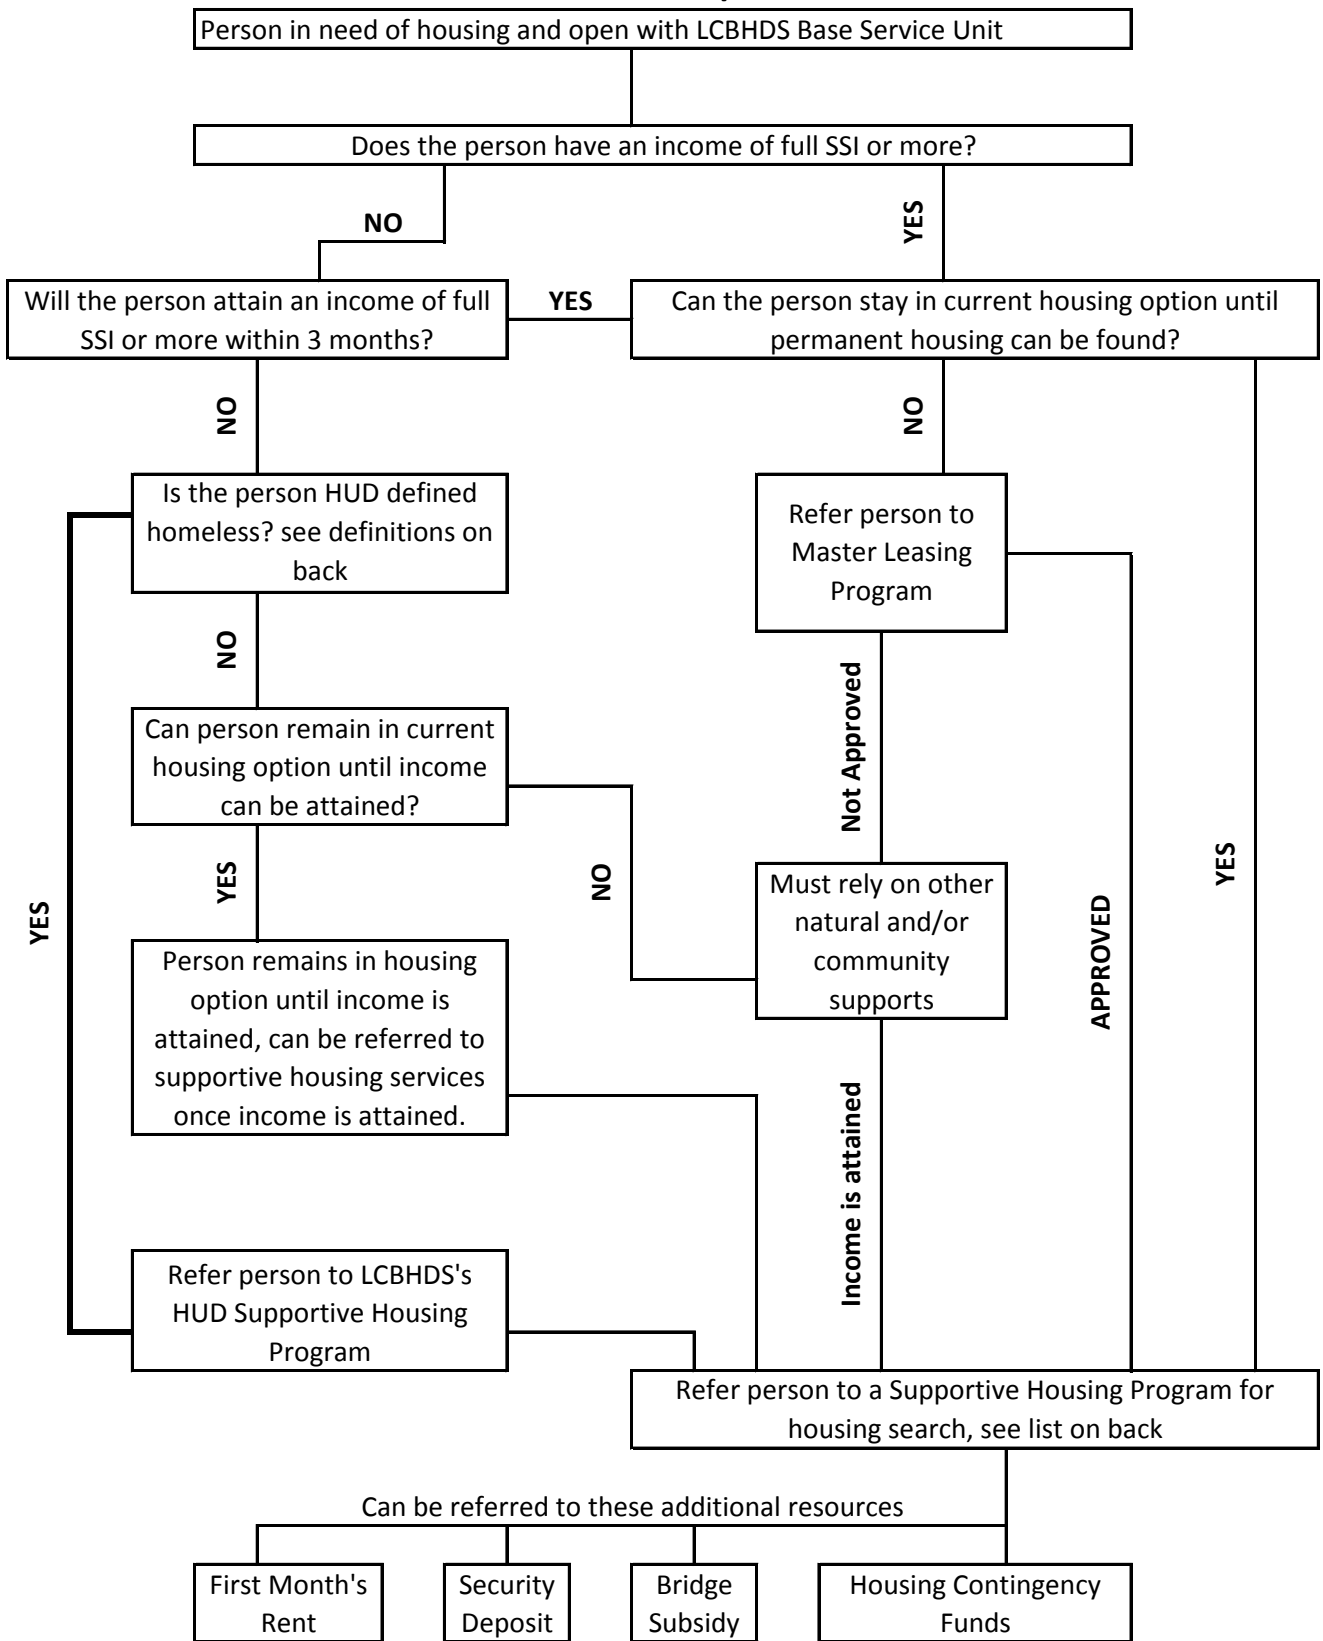 Person in need of housing and open with LCBHDS Base Service Unit
Does the person have an income of full SSI or more?
NO
YES
Will the person attain an income of full
SSI or more within 3 months?
YES
Can the person stay in current housing option until
permanent housing can be found?
NO
NO
Is the person HUD defined
homeless? see definitions on
back
Refer person to
Master Leasing
Program
NO
Not Approved
Can person remain in current
housing option until income
can be attained?
YES
NO
YES
YES
Must rely on other
natural and/or
community
supports
APPROVED
Person remains in housing
option until income is
attained, can be referred to
supportive housing services
once income is attained.
Income is attained
Refer person to LCBHDS's
HUD Supportive Housing
Program
Refer person to a Supportive Housing Program for
housing search, see list on back
Can be referred to these additional resources
First Month's
Rent
Security
Deposit
Bridge
Subsidy
Housing Contingency
Funds